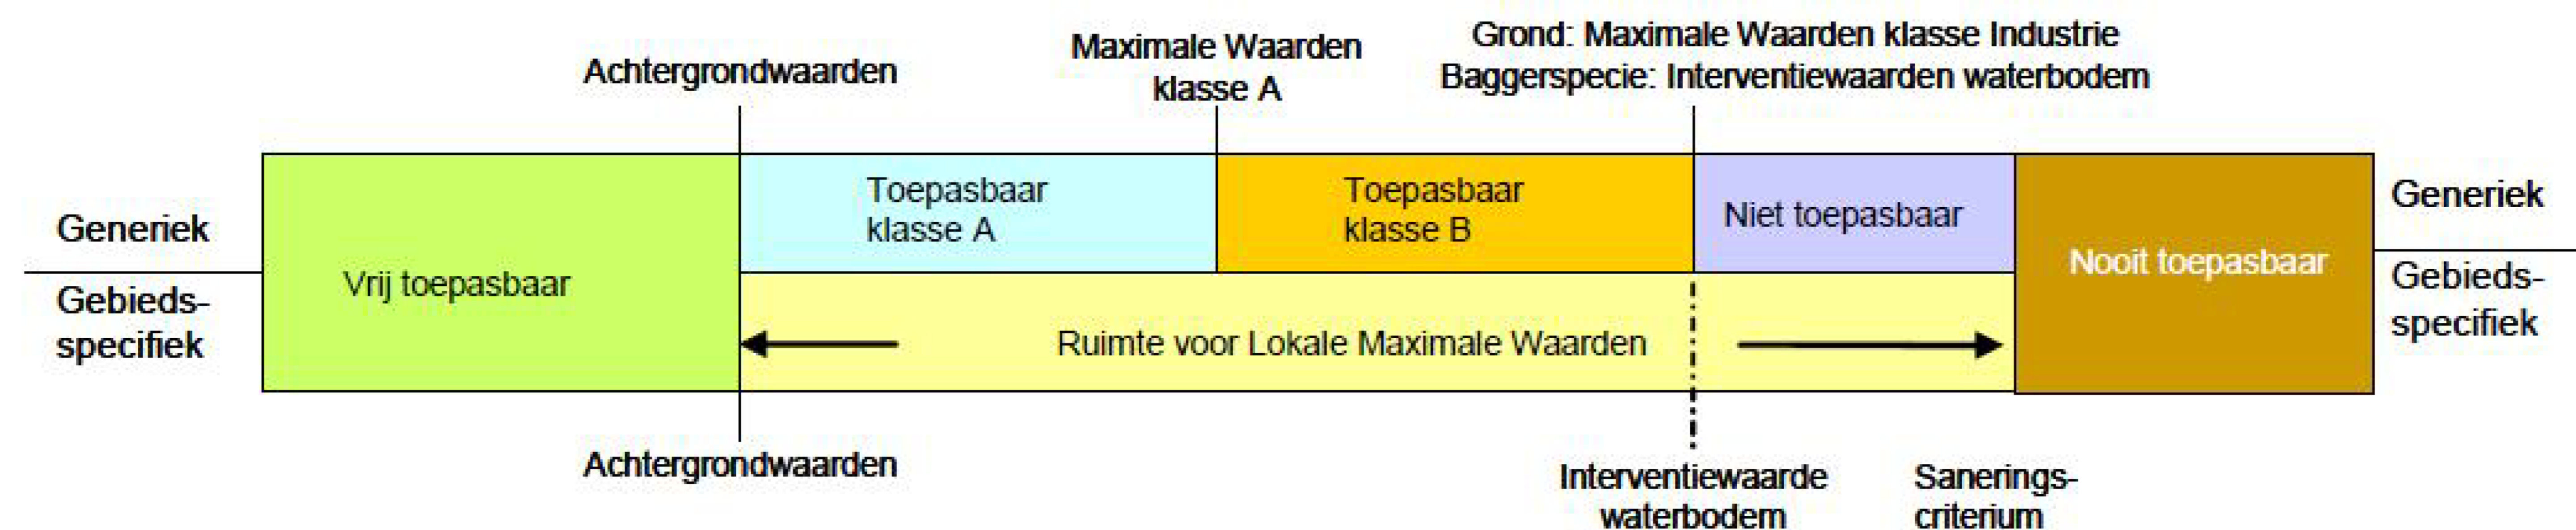 Achtergrondwaarden
Maximale Waarden
klasse A
Grond: Maximale Waarden klasse Industrie
Baggerspecie: Interventiewaarden waterbodem
Generiek
Gebieds-
specifiek
Vrij toepasbaar
Toepasbaar
klasse A
Toepasbaar
klasse B
Niet toepasbaar
Nooit toepasbaar
Ruimte voor Lokale Maximale Waarden
Generiek
Gebieds-
specifiek
Achtergrondwaarden
Interventiewaarde
waterbodem
Sanerings-
criterium